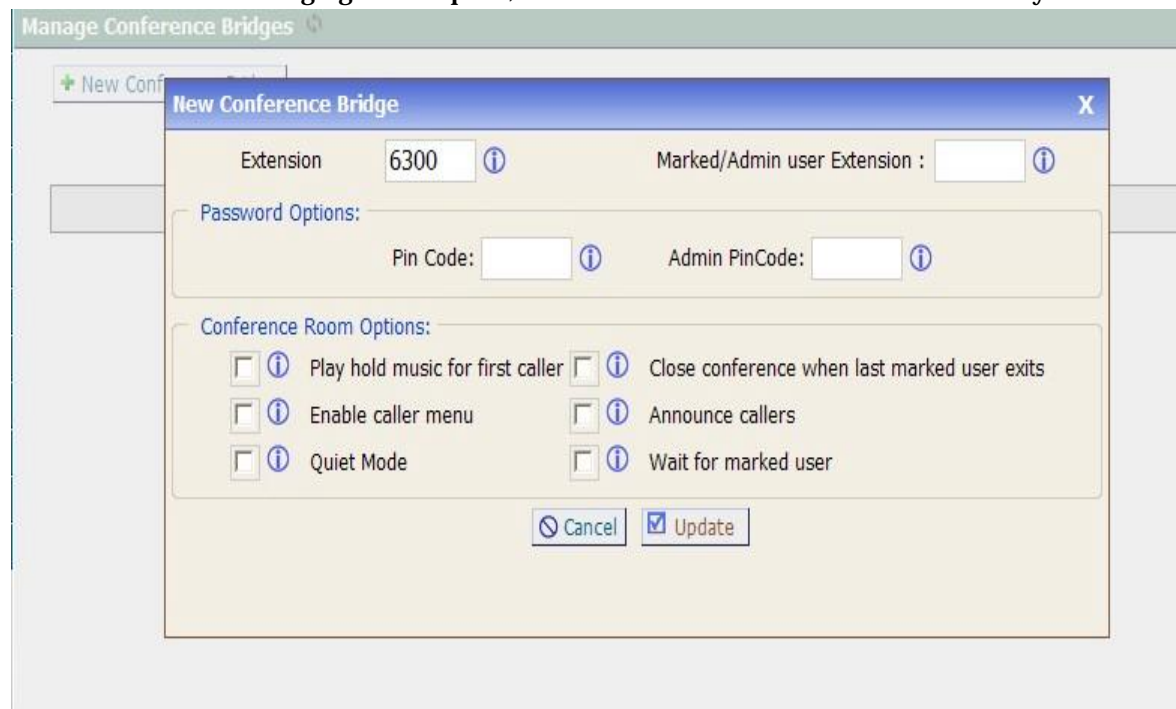 Manage Conference Bridges
New Conf
New Conference Bridge X
Extension 6300 Marked/Admin user Extension :
Password Options:
Pin Code: Admin PinCode:
Conference Room Options:
Play hold music for first caller Close conference when last marked user exits
Enable caller menu Announce callers
Quiet Mode Wait for marked user
Cancel Update